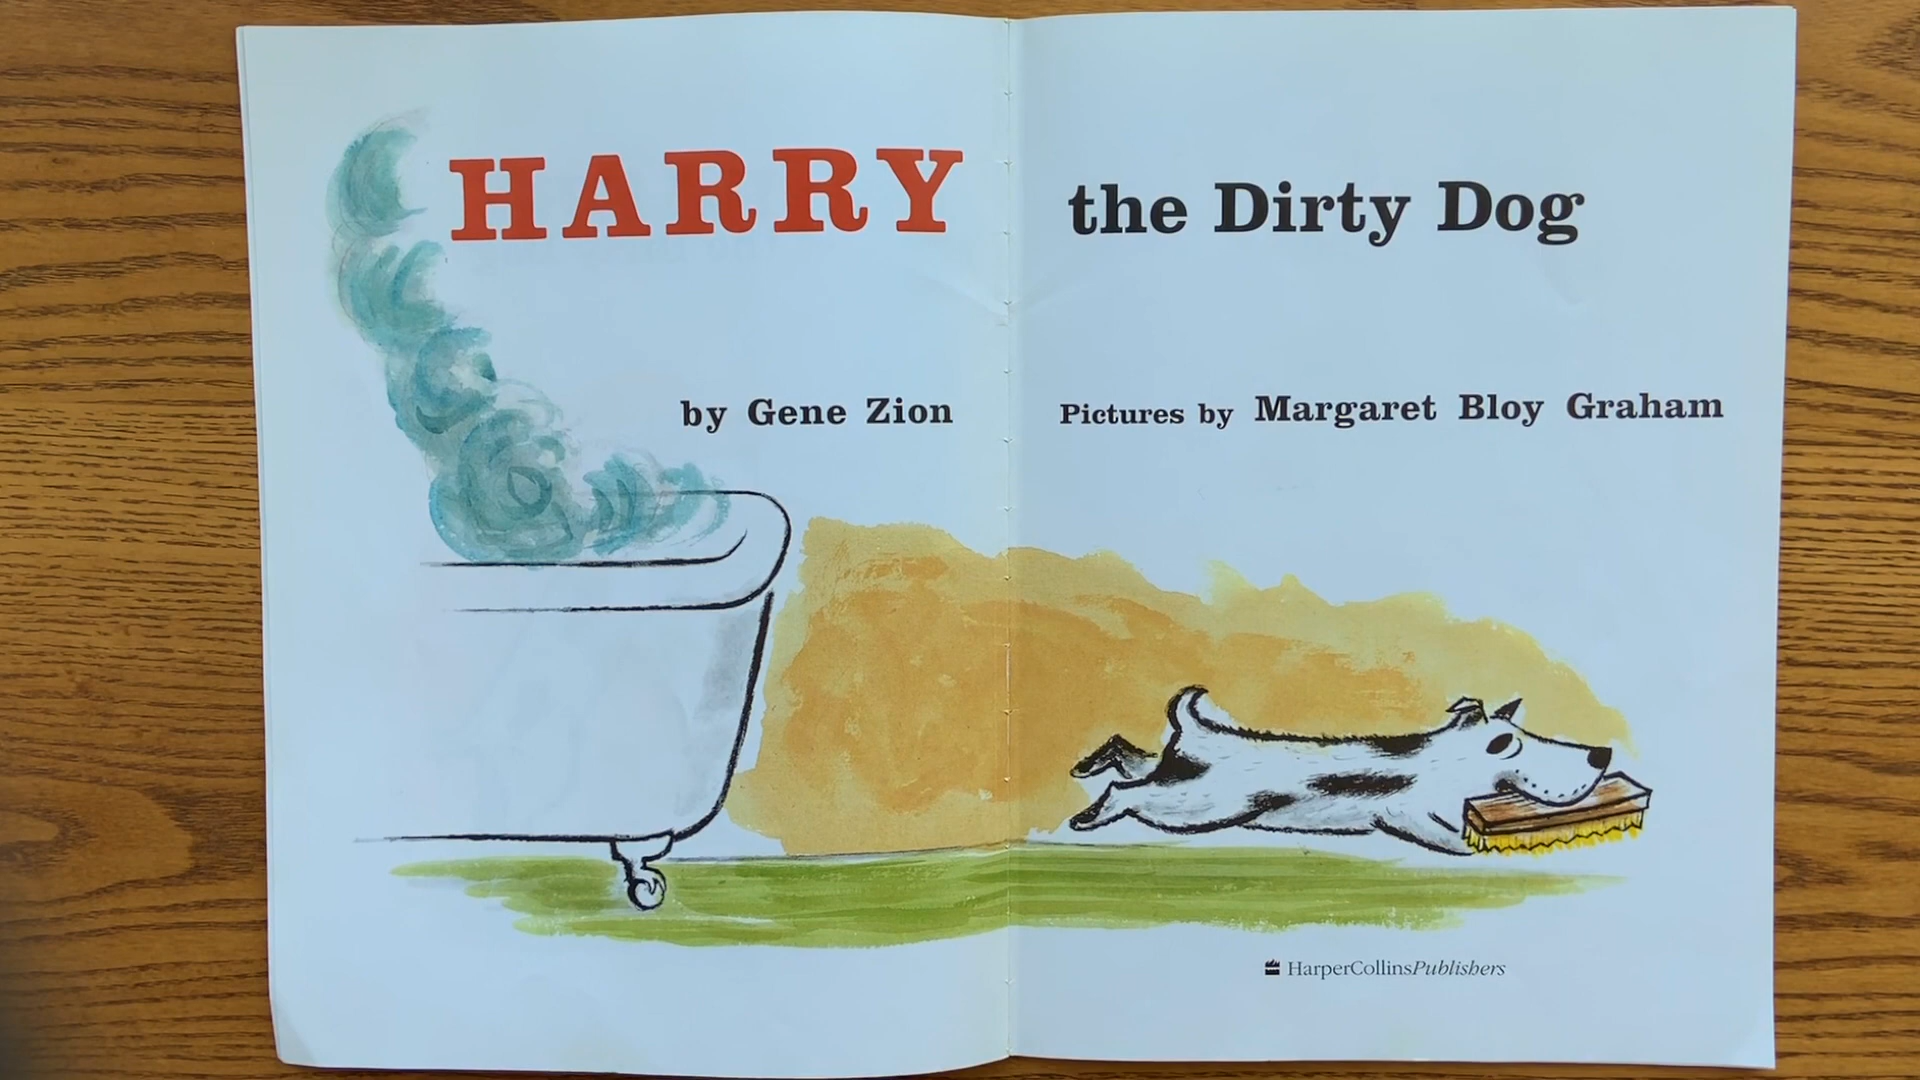 HARRY the Dirty Dog
by Gene Zion
Pictures by Margaret Bloy Graham
HarperCollinsPublishers